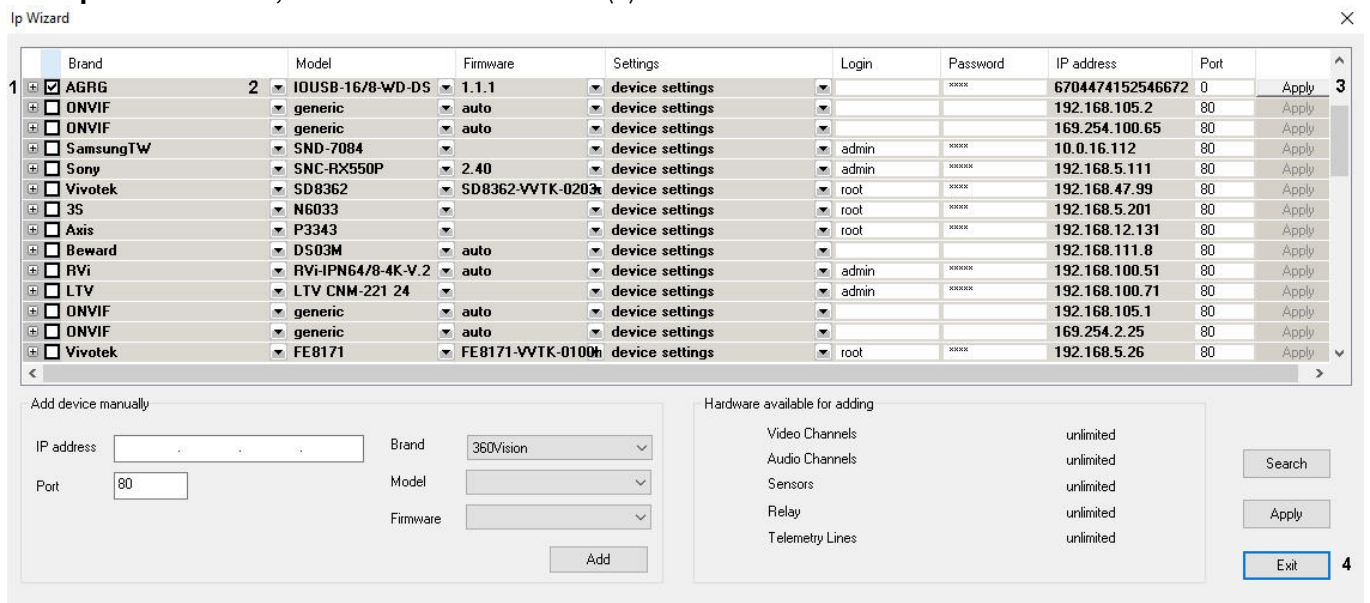 Ip Wizard
Brand Model Firmware Settings Login Password IP address Port
1 AGRG 2 IOUSB-16/8-WD-DS 1.1.1 device settings **** 6704474152546672 0 Apply 3
ONVIF generic auto device settings 192.168.105.2 80 Apply
ONVIF generic auto device settings 169.254.100.65 80 Apply
SamsungTW SND-7084 device settings admin **** 10.0.16.112 80 Apply
Sony SNC-RX550P 2.40 device settings admin ***** 192.168.5.111 80 Apply
Vivotek SD8362 SD8362-VVTK-0203 device settings root **** 192.168.47.99 80 Apply
3S N6033 device settings root **** 192.168.5.201 80 Apply
Axis P3343 device settings root **** 192.168.12.131 80 Apply
Beward DS03M auto device settings 192.168.111.8 80 Apply
RVi RVi-IPN64/8-4K-V.2 auto device settings admin ***** 192.168.100.51 80 Apply
LTV LTV CNM-221 24 device settings admin ***** 192.168.100.71 80 Apply
ONVIF generic auto device settings 192.168.105.1 80 Apply
ONVIF generic auto device settings 169.254.2.25 80 Apply
Vivotek FE8171 FE8171-VVTK-0100 device settings root **** 192.168.5.26 80 Apply
Add device manually
IP address . . .
Port 80
Brand 360Vision
Model
Firmware
Add
Hardware available for adding
Video Channels unlimited
Audio Channels unlimited
Sensors unlimited
Relay unlimited
Telemetry Lines unlimited
Search
Apply
Exit 4